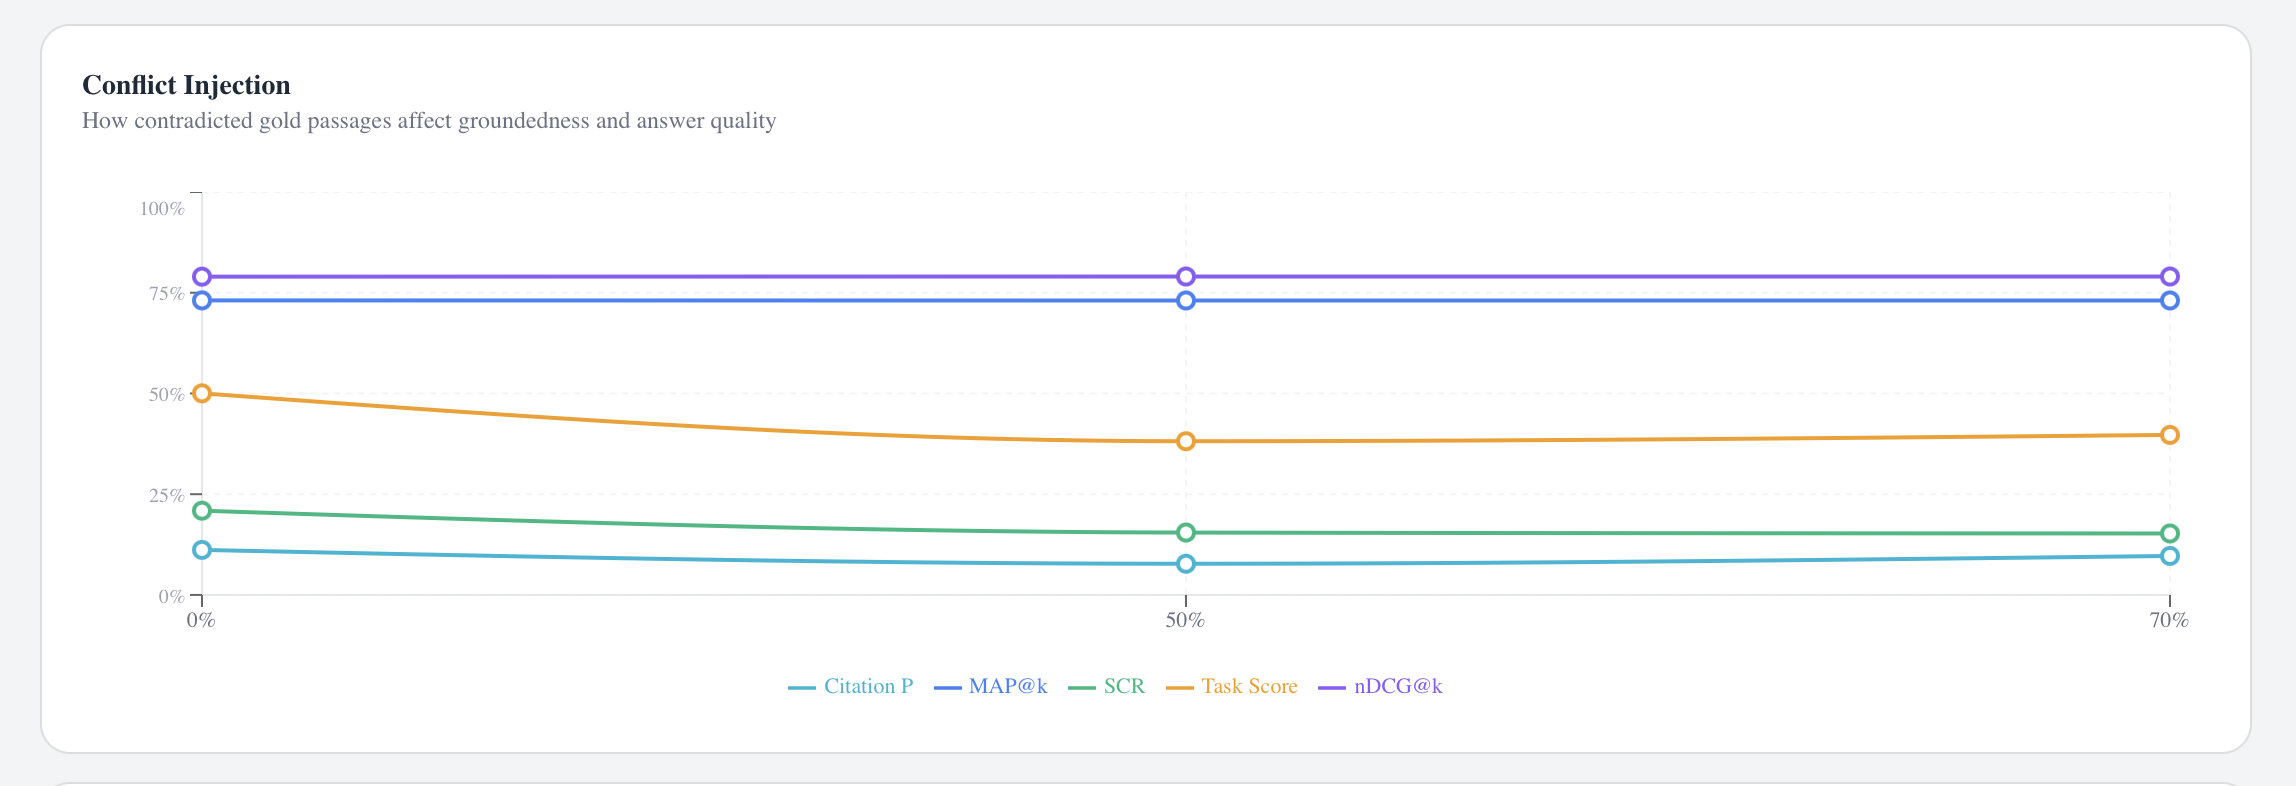 Conflict Injection
How contradicted gold passages affect groundedness and answer quality
100%
75%
50%
25%
0%
0% 50% 70%
Citation P MAP@k SCR Task Score nDCG@k